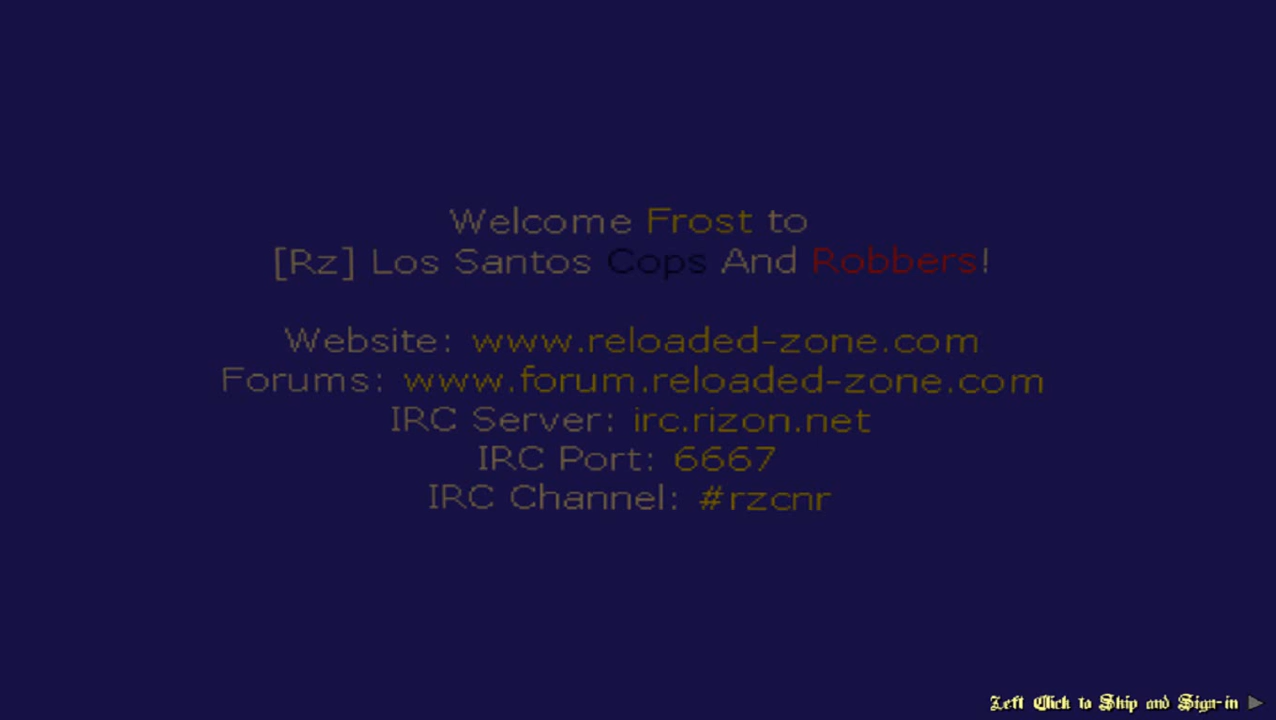 Welcome Frost to
[Rz] Los Santos Cops And Robbers!
Website: www.reloaded-zone.com
Forums: www.forum.reloaded-zone.com
IRC Server: irc.rizon.net
IRC Port: 6667
IRC Channel: #rzcnr
Left Click to Skip and Sign-in